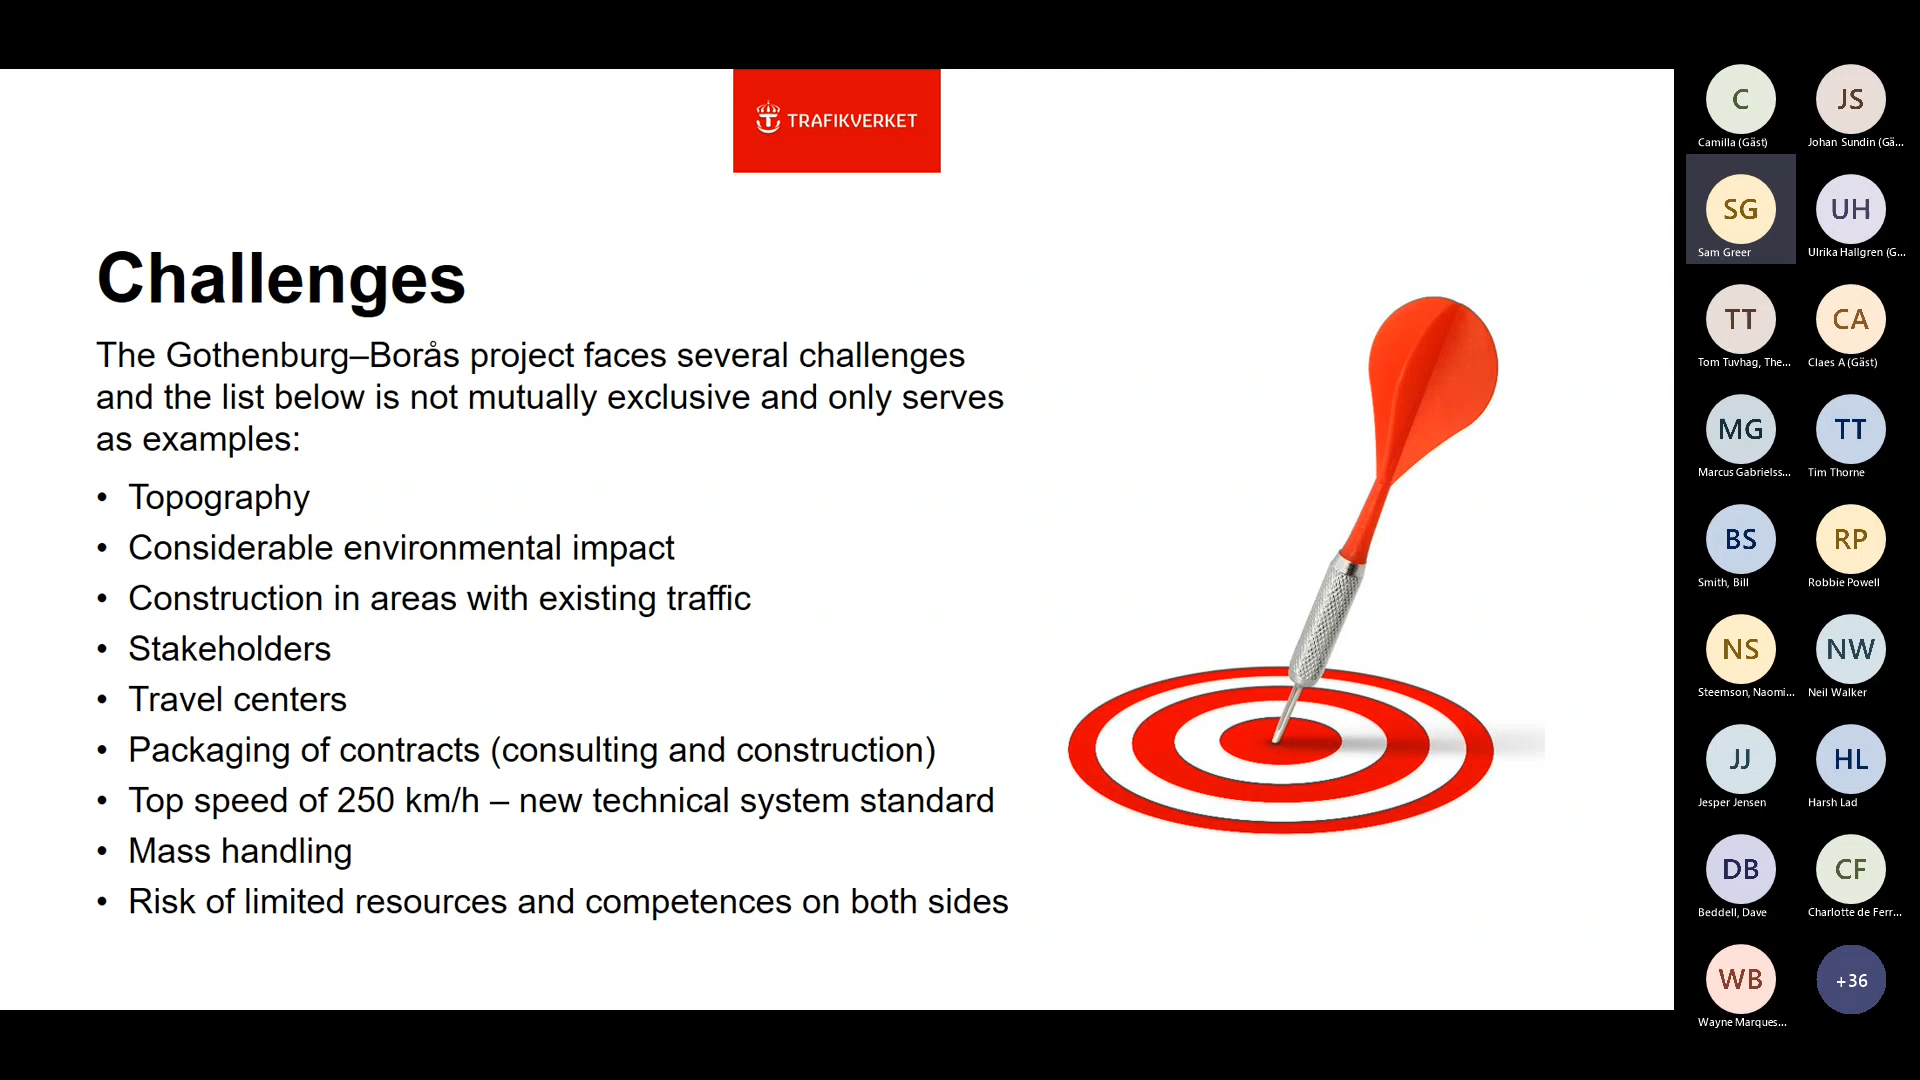 TRAFIKVERKET
Challenges
The Gothenburg–Borås project faces several challenges
and the list below is not mutually exclusive and only serves
as examples:
• Topography
• Considerable environmental impact
• Construction in areas with existing traffic
• Stakeholders
• Travel centers
• Packaging of contracts (consulting and construction)
• Top speed of 250 km/h – new technical system standard
• Mass handling
• Risk of limited resources and competences on both sides
C
Camilla (Gäst)
JS
Johan Sundin (Gä...
SG
Sam Greer
UH
Ulrika Hallgren (G...
TT
Tom Tuvhag, The...
CA
Claes A (Gäst)
MG
Marcus Gabrielss...
TT
Tim Thorne
BS
Smith, Bill
RP
Robbie Powell
NS
Steemson, Naomi...
NW
Neil Walker
JJ
Jesper Jensen
HL
Harsh Lad
DB
Beddell, Dave
CF
Charlotte de Ferr...
WB
Wayne Marques...
+36